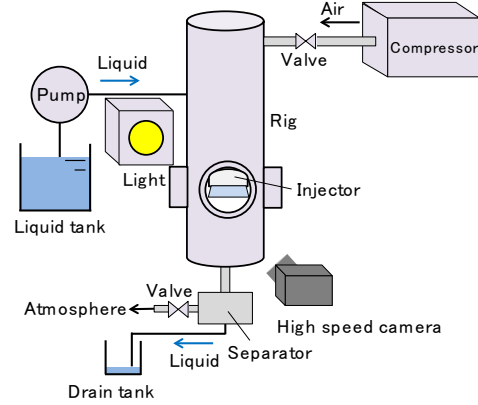 Air
Compressor
Valve
Liquid
Pump
Rig
Light
Injector
Liquid tank
Valve
Atmosphere
High speed camera
Separator
Liquid
Drain tank